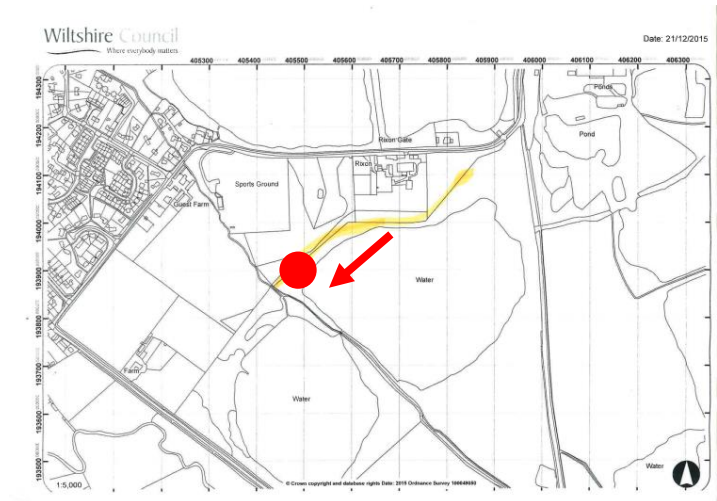 Wiltshire Council
Where everybody matters
Date: 21/12/2015
405300 405400 405500 405600 405700 405800 405900 406000 406100 406200 406300
194300
194200
194100
194000
193900
193800
193700
193600
193500
Ponds
Pond
Rixon Gate
Rixon
Sports Ground
Guest Farm
Water
Farm
Water
Water
1:5,000
© Crown copyright and database rights Date: 2015 Ordnance Survey 100049050